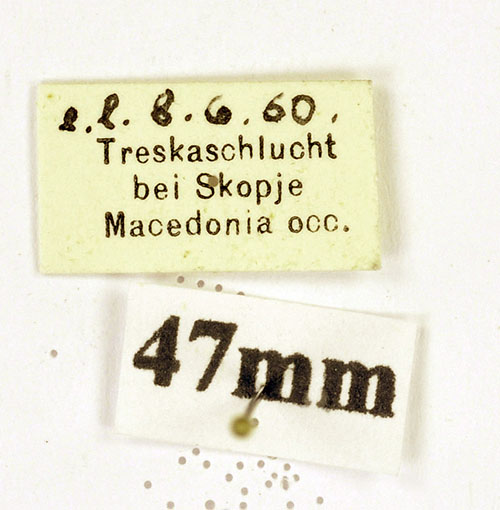 e.l. 8.6.60.
Treskaschlucht
bei Skopje
Macedonia occ.
47mm